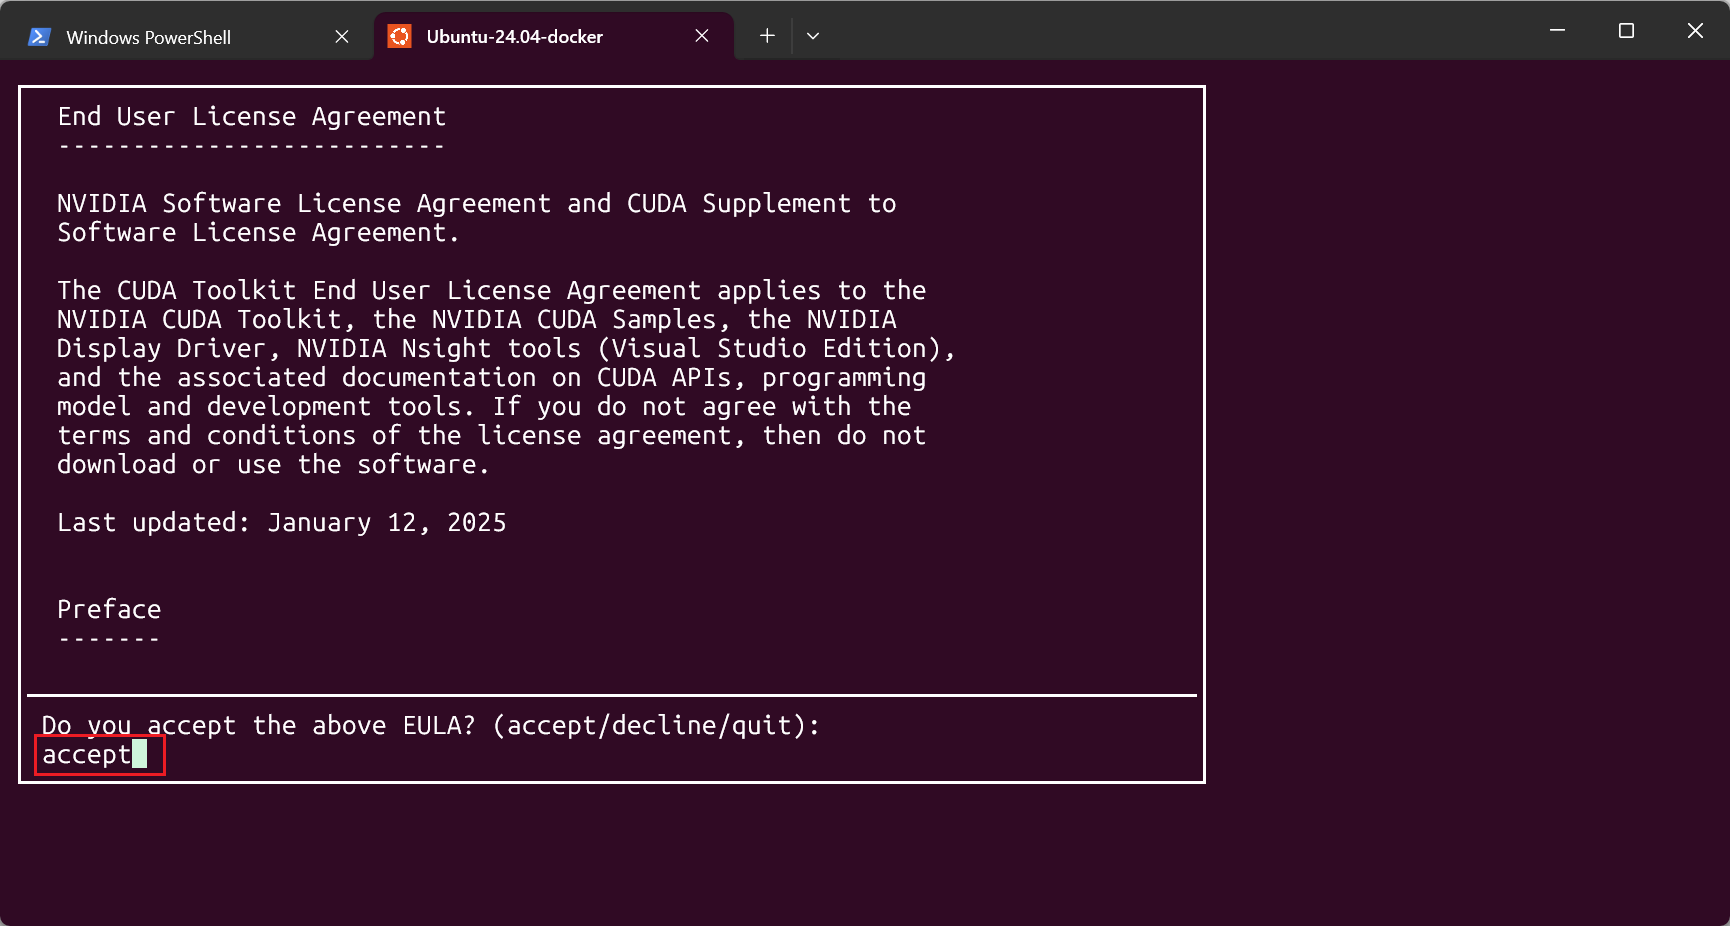 Windows PowerShell
Ubuntu-24.04-docker
End User License Agreement
--------------------------
NVIDIA Software License Agreement and CUDA Supplement to
Software License Agreement.
The CUDA Toolkit End User License Agreement applies to the
NVIDIA CUDA Toolkit, the NVIDIA CUDA Samples, the NVIDIA
Display Driver, NVIDIA Nsight tools (Visual Studio Edition),
and the associated documentation on CUDA APIs, programming
model and development tools. If you do not agree with the
terms and conditions of the license agreement, then do not
download or use the software.
Last updated: January 12, 2025
Preface
-------
Do you accept the above EULA? (accept/decline/quit):
accept